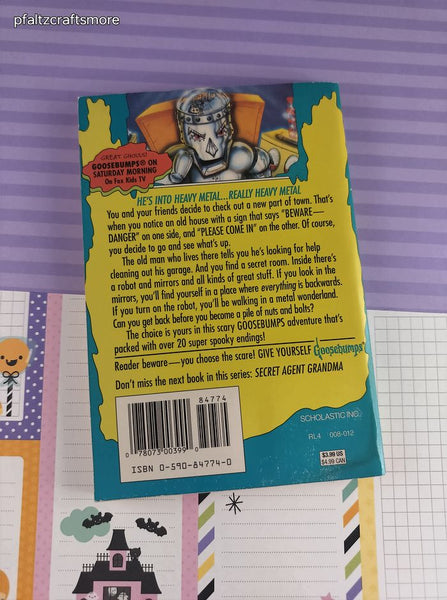 pfaltzcraftsmore
GREAT GHOULS!
GOOSEBUMPS® ON
SATURDAY MORNING
On Fox Kids TV
HE'S INTO HEAVY METAL...REALLY HEAVY METAL
You and your friends decide to check out a new part of town. That's
when you notice an old house with a sign that says "BEWARE—
DANGER" on one side, and "PLEASE COME IN" on the other. Of course,
you decide to go and see what's up.
The old man who lives there tells you he's looking for help
cleaning out his garage. And you find a secret room. Inside there's
a robot and mirrors and all kinds of great stuff. If you look in the
mirrors, you'll find yourself in a place where everything is backwards.
If you turn on the robot, you'll be walking in a metal wonderland.
Can you get back before you become a pile of nuts and bolts?
The choice is yours in this scary GOOSEBUMPS adventure that's
packed with over 20 super spooky endings!
Reader beware—you choose the scare! GIVE YOURSELF Goosebumps
Don't miss the next book in this series: SECRET AGENT GRANDMA
84774
0 78073 00399 0
ISBN 0-590-84774-0
SCHOLASTIC INC.
RL4 008-012
$3.99 US
$4.99 CAN